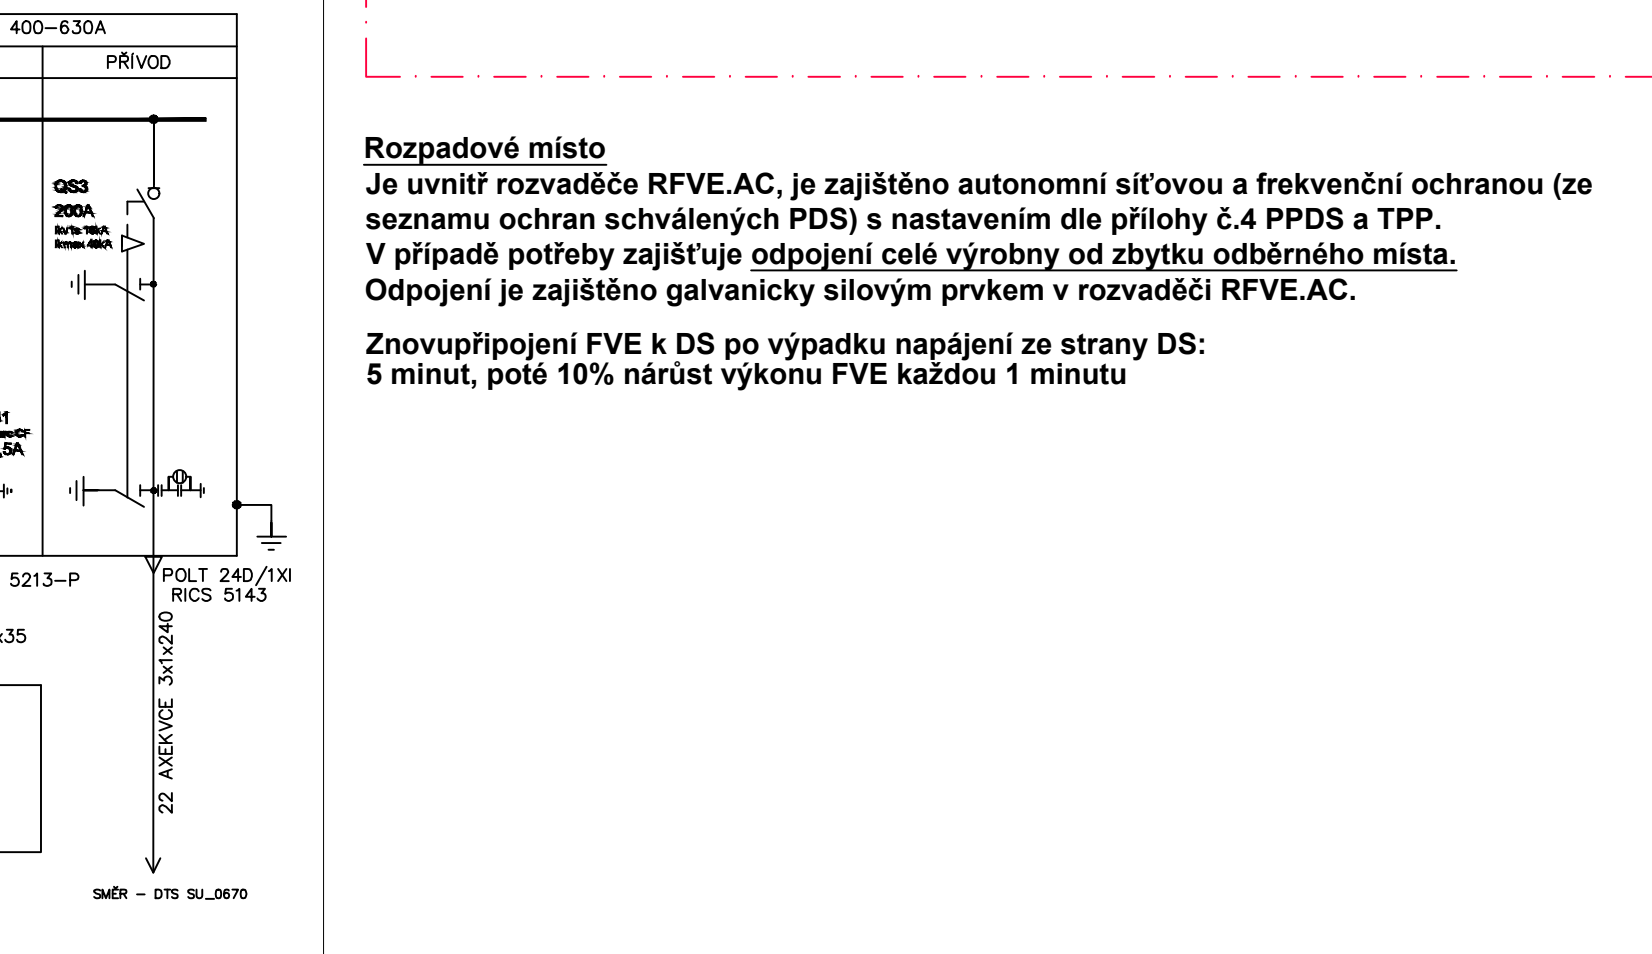 400-630A
PŘÍVOD
QS3
200A
5A
5213-P
x35
POLT 24D/1XI
RICS 5143
22 AXEKVCE 3x1x240
SMĚR - DTS SU_0670
Rozpadové místo
Je uvnitř rozvaděče RFVE.AC, je zajištěno autonomní síťovou a frekvenční ochranou (ze
seznamu ochran schválených PDS) s nastavením dle přílohy č.4 PPDS a TPP.
V případě potřeby zajišťuje odpojení celé výrobny od zbytku odběrného místa.
Odpojení je zajištěno galvanicky silovým prvkem v rozvaděči RFVE.AC.
Znovupřipojení FVE k DS po výpadku napájení ze strany DS:
5 minut, poté 10% nárůst výkonu FVE každou 1 minutu